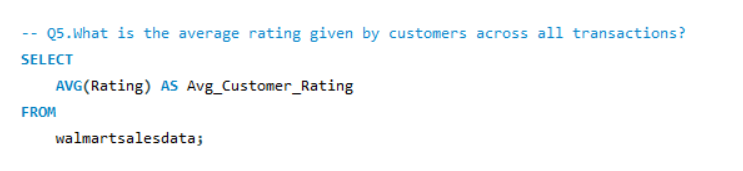 -- Q5.What is the average rating given by customers across all transactions?
SELECT
    AVG(Rating) AS Avg_Customer_Rating
FROM
    walmartsalesdata;